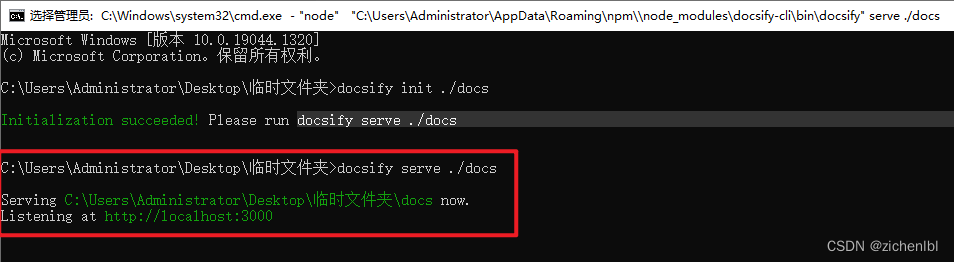 选择管理员: C:\Windows\system32\cmd.exe - "node" "C:\Users\Administrator\AppData\Roaming\npm\\node_modules\docsify-cli\bin\docsify" serve ./docs
Microsoft Windows [版本 10.0.19044.1320]
(c) Microsoft Corporation。保留所有权利。
C:\Users\Administrator\Desktop\临时文件夹>docsify init ./docs
Initialization succeeded! Please run docsify serve ./docs
C:\Users\Administrator\Desktop\临时文件夹>docsify serve ./docs
Serving C:\Users\Administrator\Desktop\临时文件夹\docs now.
Listening at http://localhost:3000
CSDN @zichenlbl